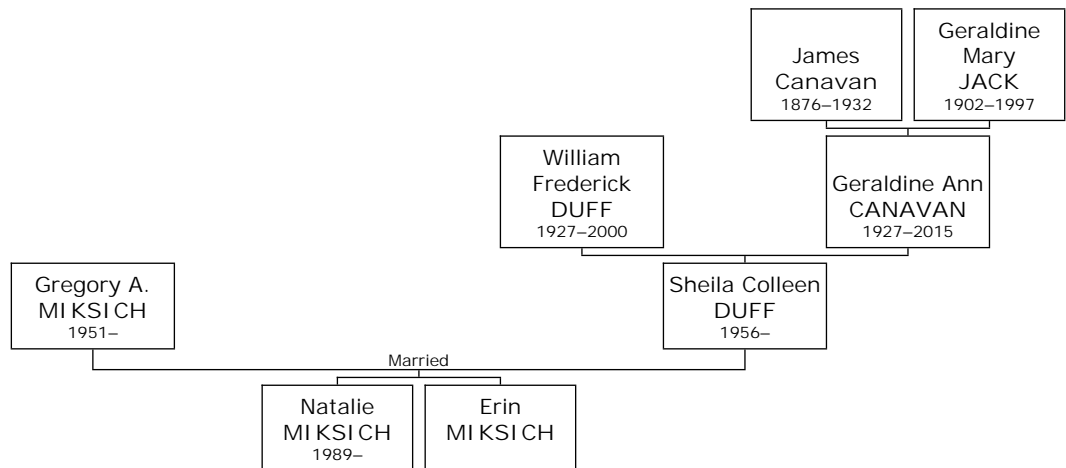 James
Canavan
1876–1932
Geraldine
Mary
JACK
1902–1997
William
Frederick
DUFF
1927–2000
Geraldine Ann
CANAVAN
1927–2015
Gregory A.
MIKSICH
1951–
Sheila Colleen
DUFF
1956–
Married
Natalie
MIKSICH
1989–
Erin
MIKSICH